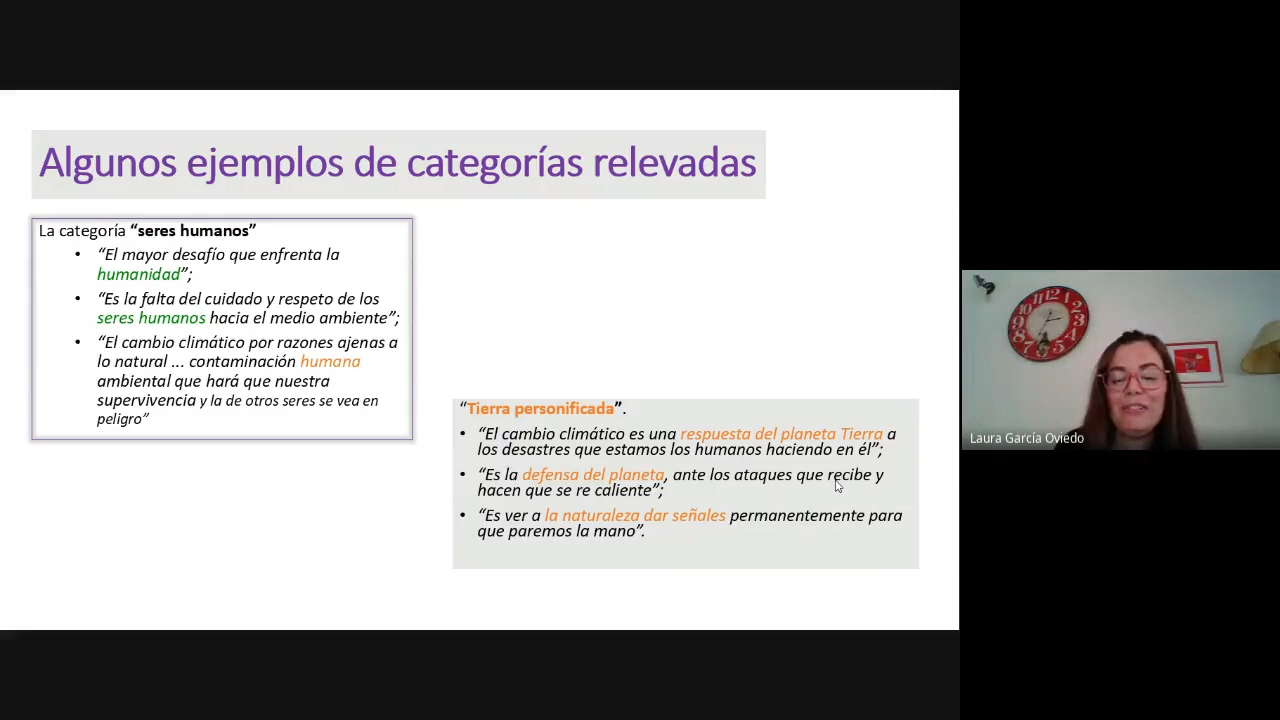 Algunos ejemplos de categorías relevadas
La categoría “seres humanos”
• “El mayor desafío que enfrenta la
humanidad”;
• “Es la falta del cuidado y respeto de los
seres humanos hacia el medio ambiente”;
• “El cambio climático por razones ajenas a
lo natural ... contaminación humana
ambiental que hará que nuestra
supervivencia y la de otros seres se vea en
peligro”
“Tierra personificada”.
• “El cambio climático es una respuesta del planeta Tierra a
los desastres que estamos los humanos haciendo en él”;
• “Es la defensa del planeta, ante los ataques que recibe y
hacen que se re caliente”;
• “Es ver a la naturaleza dar señales permanentemente para
que paremos la mano”.
Laura García Oviedo